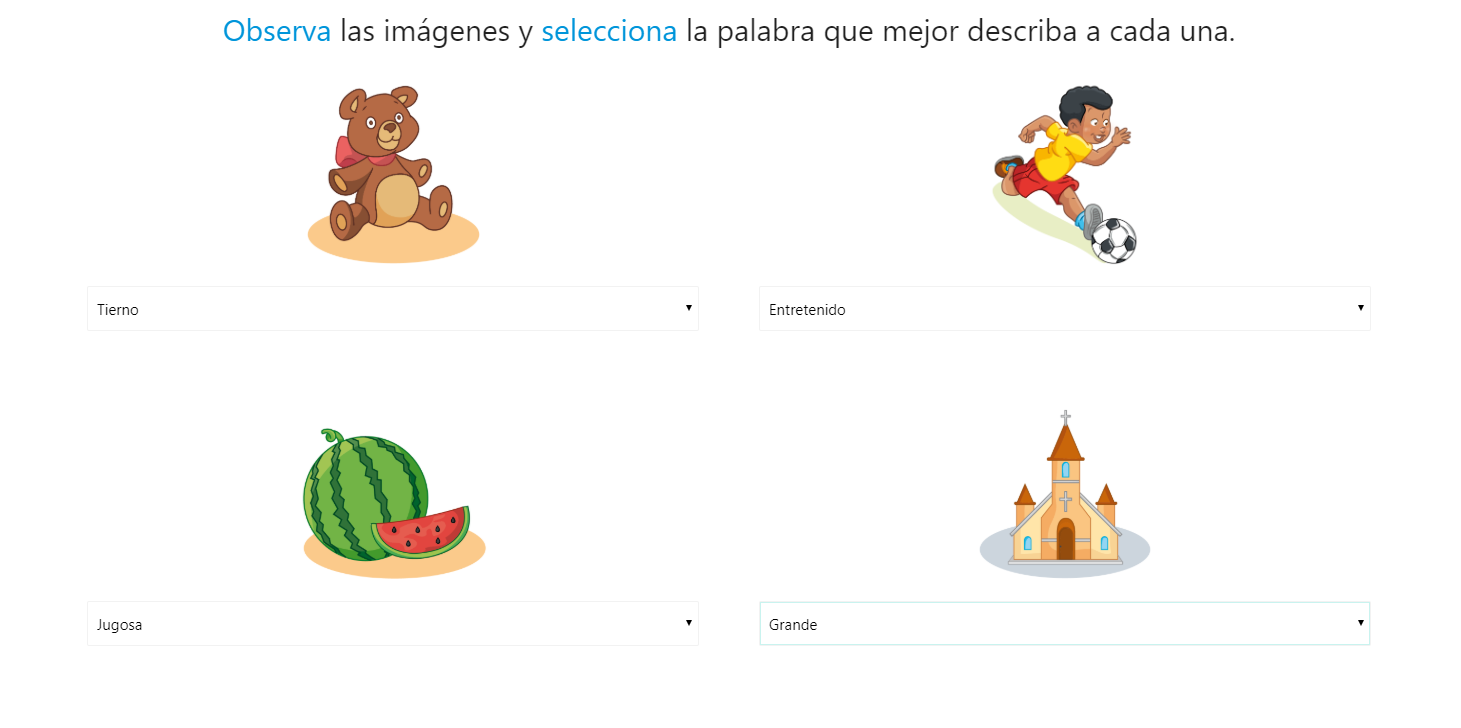 Observa las imágenes y selecciona la palabra que mejor describa a cada una.
Tierno
Entretenido
Jugosa
Grande